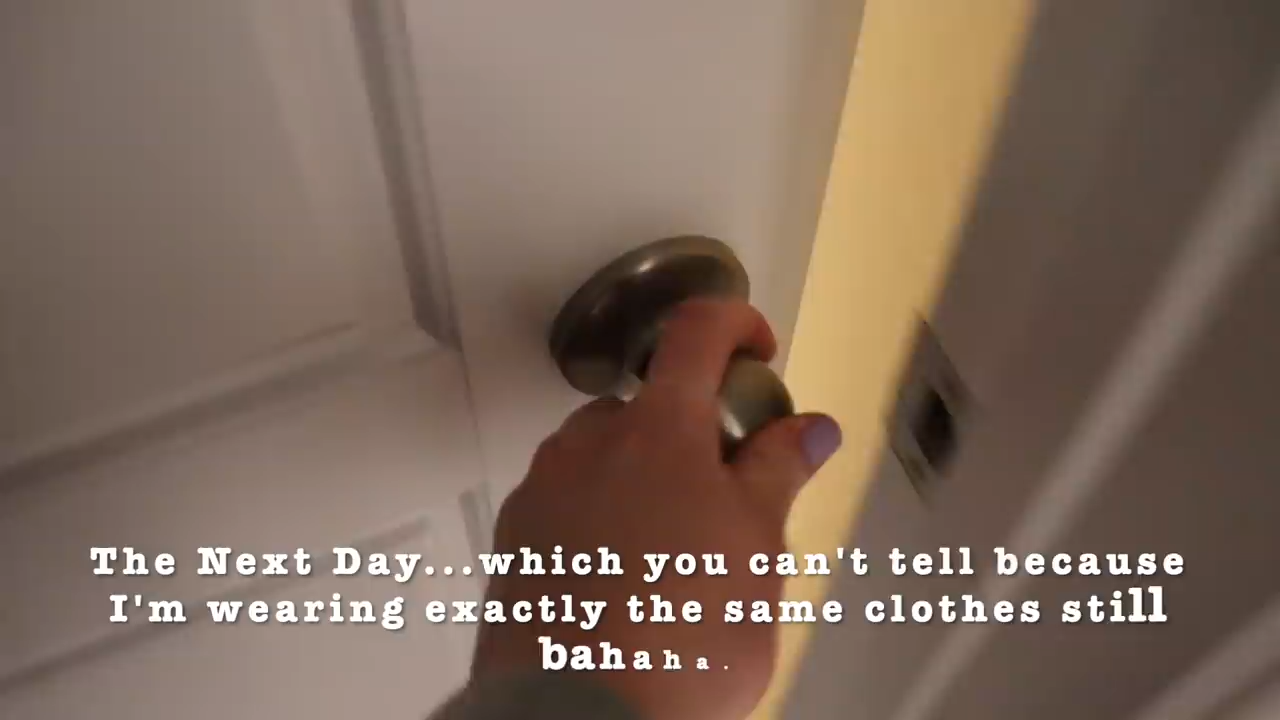 The Next Day...which you can't tell because
I'm wearing exactly the same clothes still
bahaha.